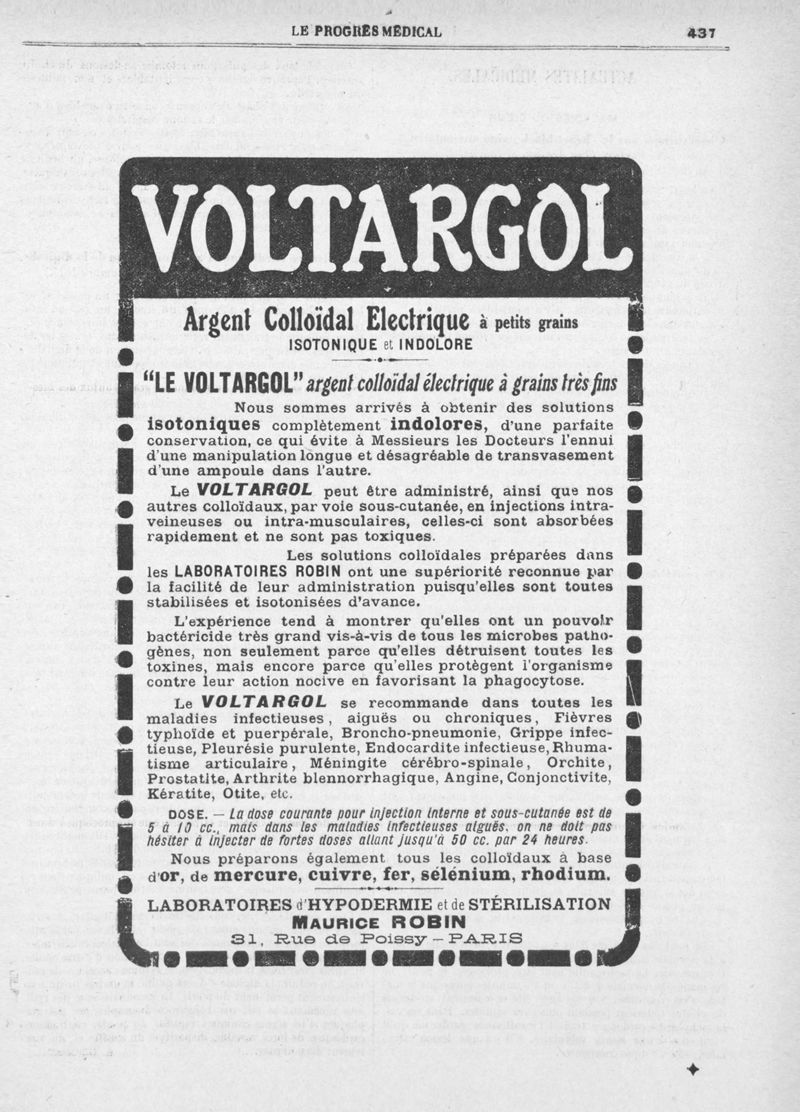 LE PROGRÈS MÉDICAL
437
VOLTARGOL
Argent Colloïdal Electrique à petits grains
ISOTONIQUE et INDOLORE
"LE VOLTARGOL" argent colloïdal électrique à grains très fins
Nous sommes arrivés à obtenir des solutions
isotoniques complètement indolores, d'une parfaite
conservation, ce qui évite à Messieurs les Docteurs l'ennui
d'une manipulation longue et désagréable de transvasement
d'une ampoule dans l'autre.
Le VOLTARGOL peut être administré, ainsi que nos
autres colloïdaux, par voie sous-cutanée, en injections intra-
veineuses ou intra-musculaires, celles-ci sont absorbées
rapidement et ne sont pas toxiques.
Les solutions colloïdales préparées dans
les LABORATOIRES ROBIN ont une supériorité reconnue par
la facilité de leur administration puisqu'elles sont toutes
stabilisées et isotonisées d'avance.
L'expérience tend à montrer qu'elles ont un pouvoir
bactéricide très grand vis-à-vis de tous les microbes patho-
gènes, non seulement parce qu'elles détruisent toutes les
toxines, mais encore parce qu'elles protègent l'organisme
contre leur action nocive en favorisant la phagocytose.
Le VOLTARGOL se recommande dans toutes les
maladies infectieuses, aiguës ou chroniques, Fièvres
typhoïde et puerpérale, Broncho-pneumonie, Grippe infec-
tieuse, Pleurésie purulente, Endocardite infectieuse, Rhuma-
tisme articulaire, Méningite cérébro-spinale, Orchite,
Prostatite, Arthrite blennorrhagique, Angine, Conjonctivite,
Kératite, Otite, etc.
DOSE. — La dose courante pour injection interne et sous-cutanée est de
5 à 10 cc., mais dans les maladies infectieuses aiguës. on ne doit pas
hésiter à injecter de fortes doses allant jusqu'à 50 cc. par 24 heures.
Nous préparons également tous les colloïdaux à base
d'or, de mercure, cuivre, fer, sélénium, rhodium.
LABORATOIRES d'HYPODERMIE et de STÉRILISATION
MAURICE ROBIN
31, Rue de Poissy – PARIS